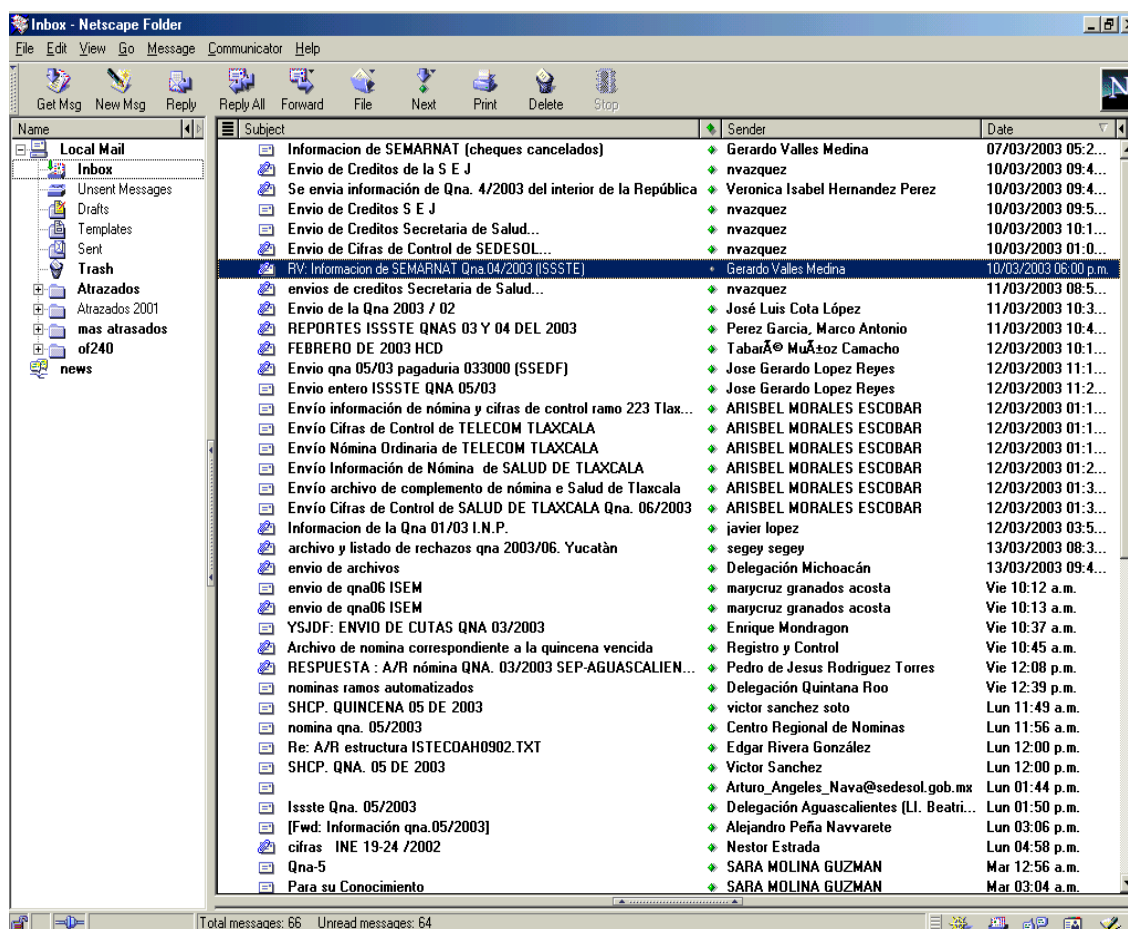 Inbox - Netscape Folder
File Edit View Go Message Communicator Help
Get Msg New Msg Reply Reply All Forward File Next Print Delete Stop
N
Name Subject Sender Date
Local Mail
Inbox
Unsent Messages
Drafts
Templates
Sent
Trash
Atrazados
Atrazados 2001
mas atrasados
of240
news
Informacion de SEMARNAT (cheques cancelados) Gerardo Valles Medina 07/03/2003 05:2...
Envio de Creditos de la S E J nvazquez 10/03/2003 09:4...
Se envia información de Qna. 4/2003 del interior de la República Veronica Isabel Hernandez Perez 10/03/2003 09:4...
Envio de Creditos S E J nvazquez 10/03/2003 09:5...
Envio de Creditos Secretaria de Salud... nvazquez 10/03/2003 10:1...
Envio de Cifras de Control de SEDESOL... nvazquez 10/03/2003 01:0...
RV: Informacion de SEMARNAT Qna.04/2003 (ISSSTE) Gerardo Valles Medina 10/03/2003 06:00 p.m.
envios de creditos Secretaria de Salud... nvazquez 11/03/2003 08:5...
Envio de la Qna 2003 / 02 José Luis Cota López 11/03/2003 10:3...
REPORTES ISSSTE QNAS 03 Y 04 DEL 2003 Perez Garcia, Marco Antonio 11/03/2003 10:4...
FEBRERO DE 2003 HCD TabarÃ© MuÃ±oz Camacho 12/03/2003 10:1...
Envio qna 05/03 pagaduria 033000 (SSEDF) Jose Gerardo Lopez Reyes 12/03/2003 11:1...
Envio entero ISSSTE QNA 05/03 Jose Gerardo Lopez Reyes 12/03/2003 11:2...
Envío información de nómina y cifras de control ramo 223 Tlax... ARISBEL MORALES ESCOBAR 12/03/2003 01:1...
Envío Cifras de Control de TELECOM TLAXCALA ARISBEL MORALES ESCOBAR 12/03/2003 01:1...
Envío Nómina Ordinaria de TELECOM TLAXCALA ARISBEL MORALES ESCOBAR 12/03/2003 01:1...
Envío Información de Nómina de SALUD DE TLAXCALA ARISBEL MORALES ESCOBAR 12/03/2003 01:2...
Envío archivo de complemento de nómina e Salud de Tlaxcala ARISBEL MORALES ESCOBAR 12/03/2003 01:3...
Envío Cifras de Control de SALUD DE TLAXCALA Qna. 06/2003 ARISBEL MORALES ESCOBAR 12/03/2003 01:3...
Informacion de la Qna 01/03 I.N.P. javier lopez 12/03/2003 03:5...
archivo y listado de rechazos qna 2003/06. Yucatàn segey segey 13/03/2003 08:3...
envio de archivos Delegación Michoacán 13/03/2003 09:4...
envio de qna06 ISEM marycruz granados acosta Vie 10:12 a.m.
envio de qna06 ISEM marycruz granados acosta Vie 10:13 a.m.
YSJDF: ENVIO DE CUTAS QNA 03/2003 Enrique Mondragon Vie 10:37 a.m.
Archivo de nomina correspondiente a la quincena vencida Registro y Control Vie 10:45 a.m.
RESPUESTA : A/R nómina QNA. 03/2003 SEP-AGUASCALIEN... Pedro de Jesus Rodriguez Torres Vie 12:08 p.m.
nominas ramos automatizados Delegación Quintana Roo Vie 12:39 p.m.
SHCP. QUINCENA 05 DE 2003 victor sanchez soto Lun 11:49 a.m.
nomina qna. 05/2003 Centro Regional de Nominas Lun 11:56 a.m.
Re: A/R estructura ISTECOAH0902.TXT Edgar Rivera González Lun 12:00 p.m.
SHCP. QNA. 05 DE 2003 Victor Sanchez Lun 12:00 p.m.
Arturo_Angeles_Nava@sedesol.gob.mx Lun 01:44 p.m.
Issste Qna. 05/2003 Delegación Aguascalientes (LI. Beatri... Lun 01:50 p.m.
[Fwd: Información qna.05/2003] Alejandro Peña Navvarete Lun 03:06 p.m.
cifras INE 19-24 /2002 Nestor Estrada Lun 04:58 p.m.
Qna-5 SARA MOLINA GUZMAN Mar 12:56 a.m.
Para su Conocimiento SARA MOLINA GUZMAN Mar 03:04 a.m.
Total messages: 66 Unread messages: 64